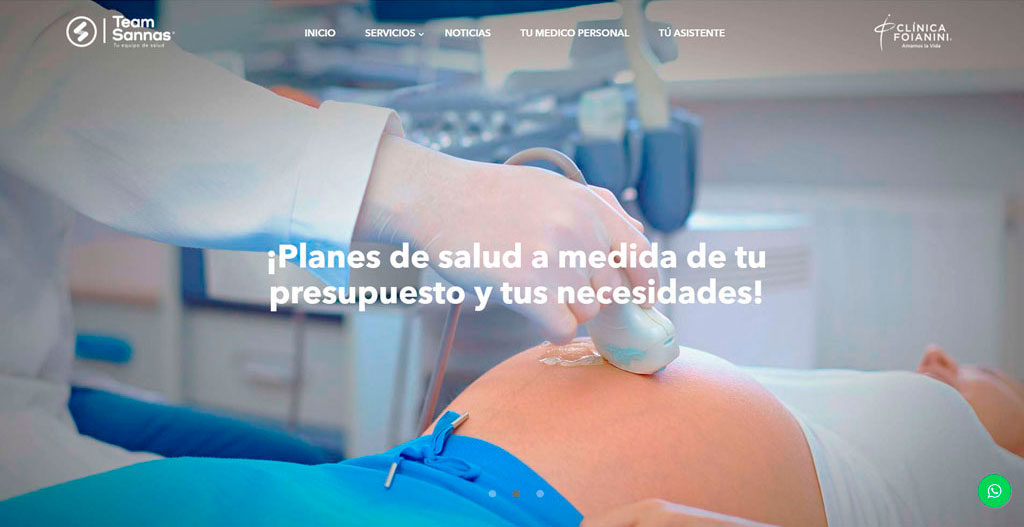 Team
Sannas
Tu equipo de salud
INICIO
SERVICIOS
NOTICIAS
TU MEDICO PERSONAL
TÚ ASISTENTE
CLÍNICA
FOIANINI.
Amamos la Vida
¡Planes de salud a medida de tu
presupuesto y tus necesidades!